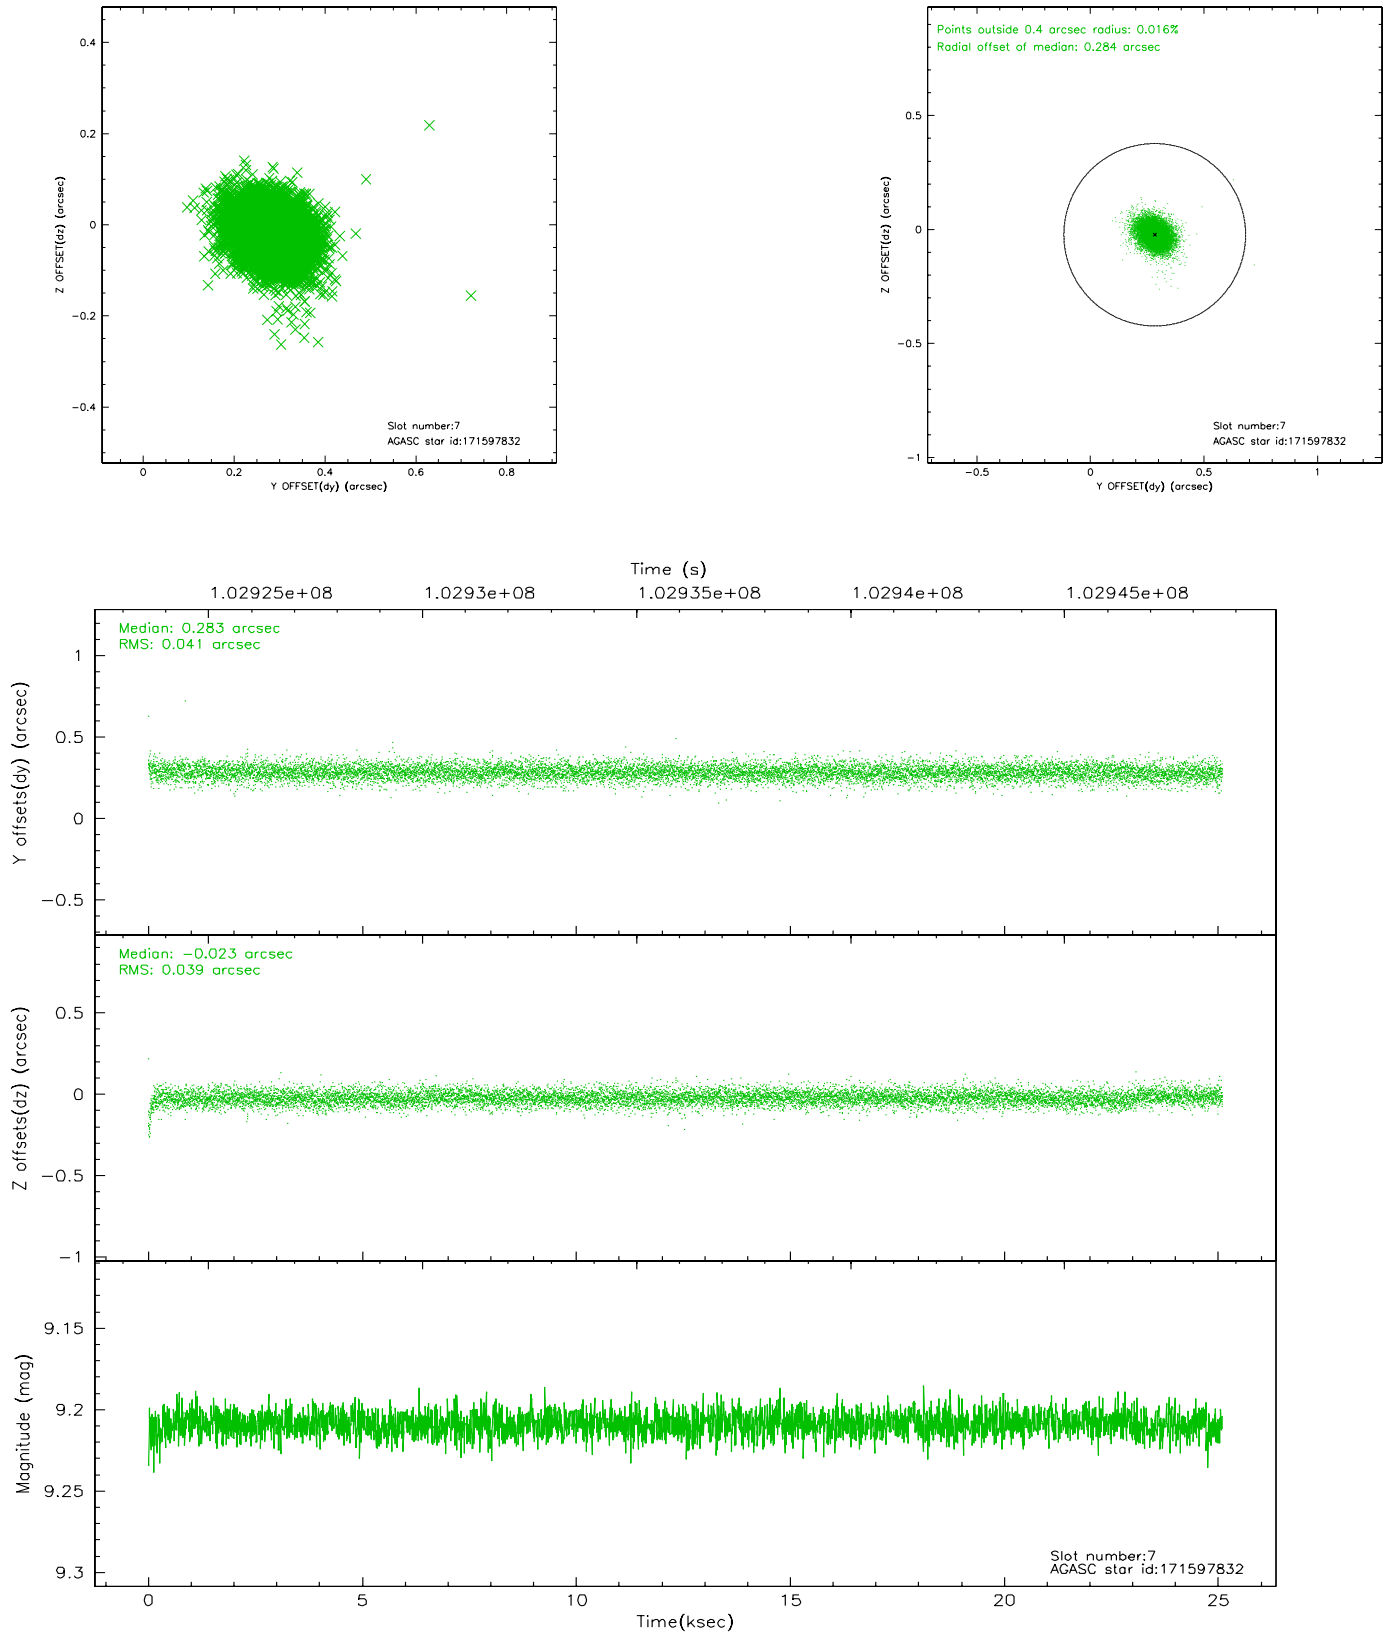 0.4
0.2
0
−0.2
−0.4
Z OFFSET(dz) (arcsec)
Slot number:7
AGASC star id:171597832
0 0.2 0.4 0.6 0.8
Y OFFSET(dy) (arcsec)
Points outside 0.4 arcsec radius: 0.016%
Radial offset of median: 0.284 arcsec
0.5
0
−0.5
−1
Z OFFSET(dz) (arcsec)
Slot number:7
AGASC star id:171597832
−0.5 0 0.5 1
Y OFFSET(dy) (arcsec)
Time (s)
1.02925e+08 1.0293e+08 1.02935e+08 1.0294e+08 1.02945e+08
Median: 0.283 arcsec
RMS: 0.041 arcsec
1
0.5
0
−0.5
Y offsets(dy) (arcsec)
Median: −0.023 arcsec
RMS: 0.039 arcsec
0.5
0
−0.5
−1
Z offsets(dz) (arcsec)
9.15
9.2
9.25
9.3
Magnitude (mag)
Slot number:7
AGASC star id:171597832
0 5 10 15 20 25
Time(ksec)